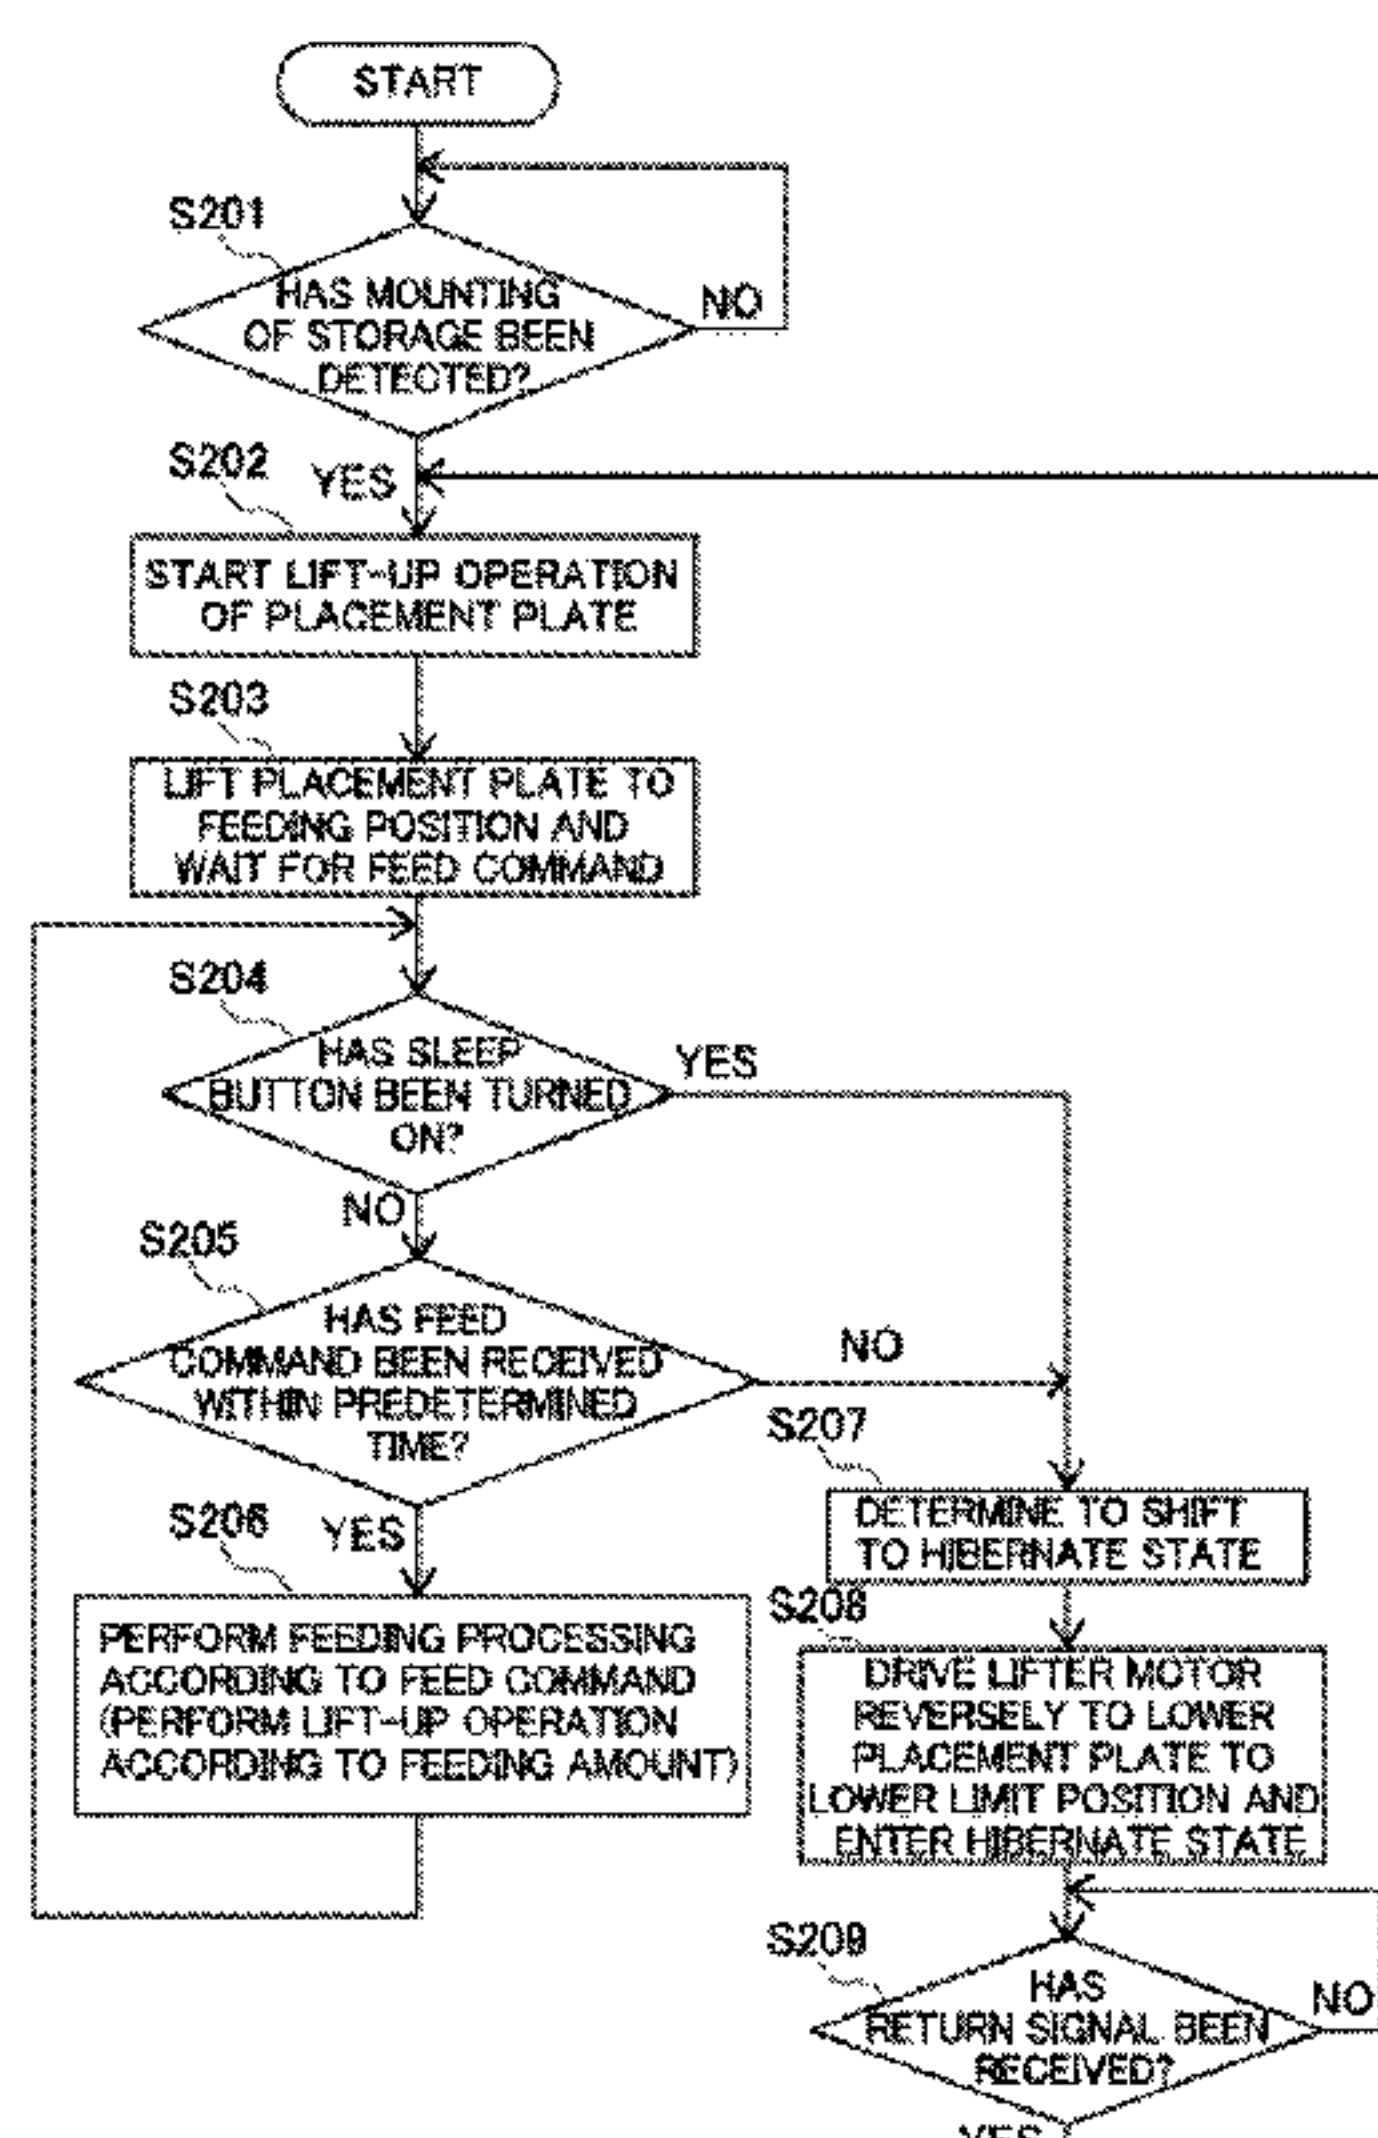 START
S201
HAS MOUNTING
OF STORAGE BEEN
DETECTED?
NO
S202
YES
START LIFT-UP OPERATION
OF PLACEMENT PLATE
S203
LIFT PLACEMENT PLATE TO
FEEDING POSITION AND
WAIT FOR FEED COMMAND
S204
HAS SLEEP
BUTTON BEEN TURNED
ON?
YES
NO
S205
HAS FEED
COMMAND BEEN RECEIVED
WITHIN PREDETERMINED
TIME?
NO
S206
YES
PERFORM FEEDING PROCESSING
ACCORDING TO FEED COMMAND
(PERFORM LIFT-UP OPERATION
ACCORDING TO FEEDING AMOUNT)
S207
DETERMINE TO SHIFT
TO HIBERNATE STATE
S208
DRIVE LIFTER MOTOR
REVERSELY TO LOWER
PLACEMENT PLATE TO
LOWER LIMIT POSITION AND
ENTER HIBERNATE STATE
S209
HAS
RETURN SIGNAL BEEN
RECEIVED?
NO
YES